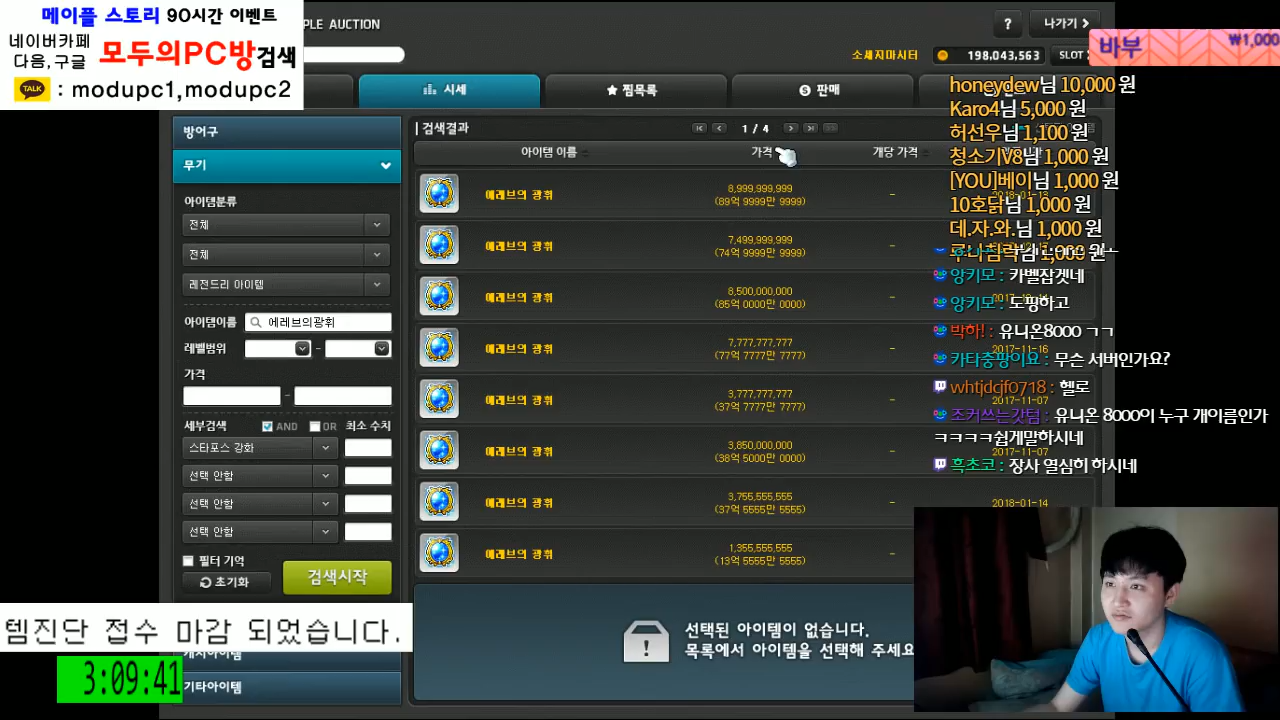 메이플 스토리 90시간 이벤트
네이버카페
다음,구글
모두의PC방검색
TALK : modupc1,modupc2
PLE AUCTION
?
나가기
소세지마시터
198,043,563
SLOT
바부
₩1,000
시세
찜목록
판매
방어구
무기
아이템분류
전체
전체
레전드리 아이템
아이템이름
에레브의광휘
레벨범위
-
가격
-
세부검색
AND
OR
최소 수치
스타포스 강화
선택 안함
선택 안함
선택 안함
필터 기억
초기화
검색시작
기타아이템
검색결과
1 / 4
아이템 이름
가격
개당 가격
에레브의 광휘
8,999,999,999
(89억 9999만 9999)
-
에레브의 광휘
7,499,999,999
(74억 9999만 9999)
-
에레브의 광휘
8,500,000,000
(85억 0000만 0000)
-
에레브의 광휘
7,777,777,777
(77억 7777만 7777)
-
2017-11-16
에레브의 광휘
3,777,777,777
(37억 7777만 7777)
-
2017-11-07
에레브의 광휘
3,850,000,000
(38억 5000만 0000)
-
2017-11-07
에레브의 광휘
3,755,555,555
(37억 5555만 5555)
-
2018-01-14
에레브의 광휘
1,355,555,555
(13억 5555만 5555)
-
선택된 아이템이 없습니다.
목록에서 아이템을 선택해 주세요
honeydew님 10,000 원
Karo4님 5,000 원
허선우님 1,100 원
청소기V8님 1,000 원
[YOU]베이님 1,000 원
10호닭님 1,000 원
데.자.와.님 1,000 원
앙키모 : 카벨잡겟네
앙키모 : 도핑하고
박하! : 유니온8000 ㄱㄱ
카타충팡이요 : 무슨 서버인가요?
whtjdcjf0718 : 헬로
조커쓰는갓텀 : 유니온 8000이 누구 개이름인가
ㅋㅋㅋㅋ쉽게말하시네
흑초코 : 장사 열심히 하시네
템진단 접수 마감 되었습니다.
3:09:41